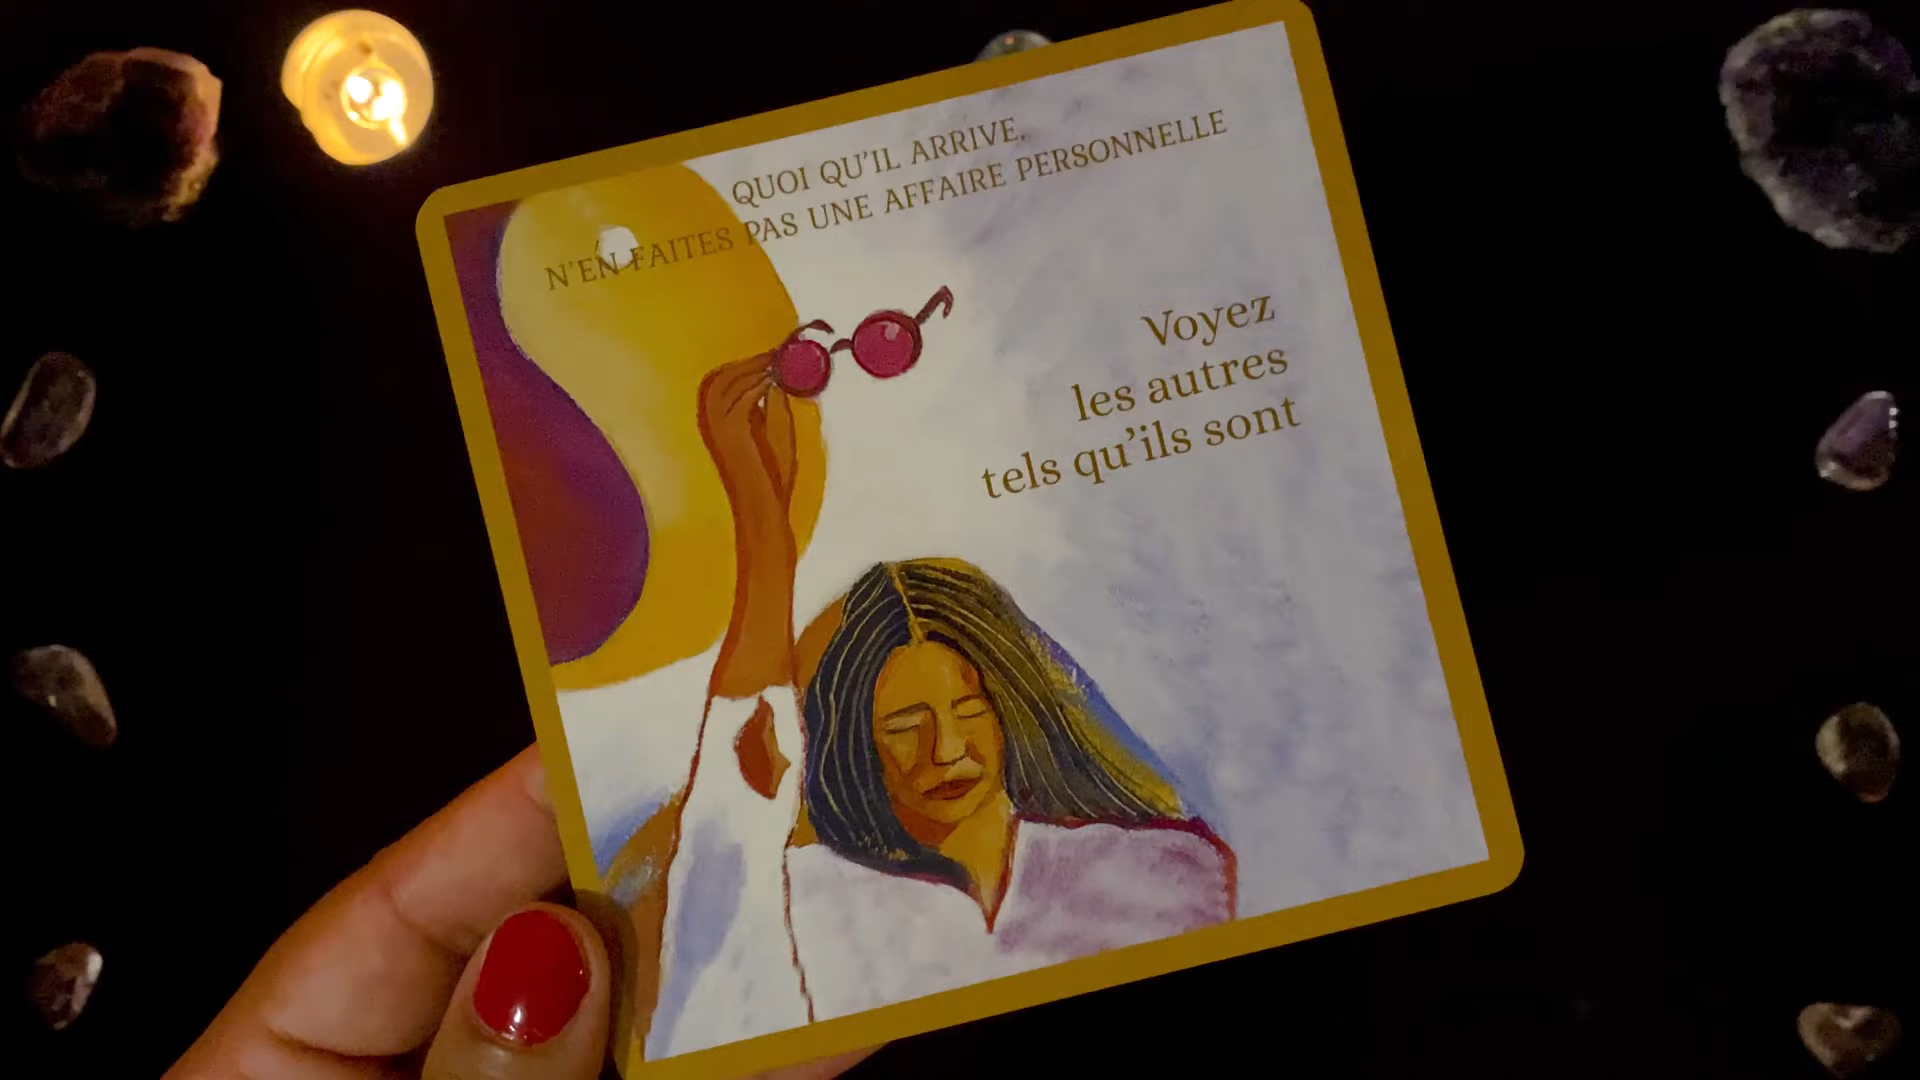 QUOI QU'IL ARRIVE,
N'EN FAITES PAS UNE AFFAIRE PERSONNELLE
Voyez
les autres
tels qu'ils sont